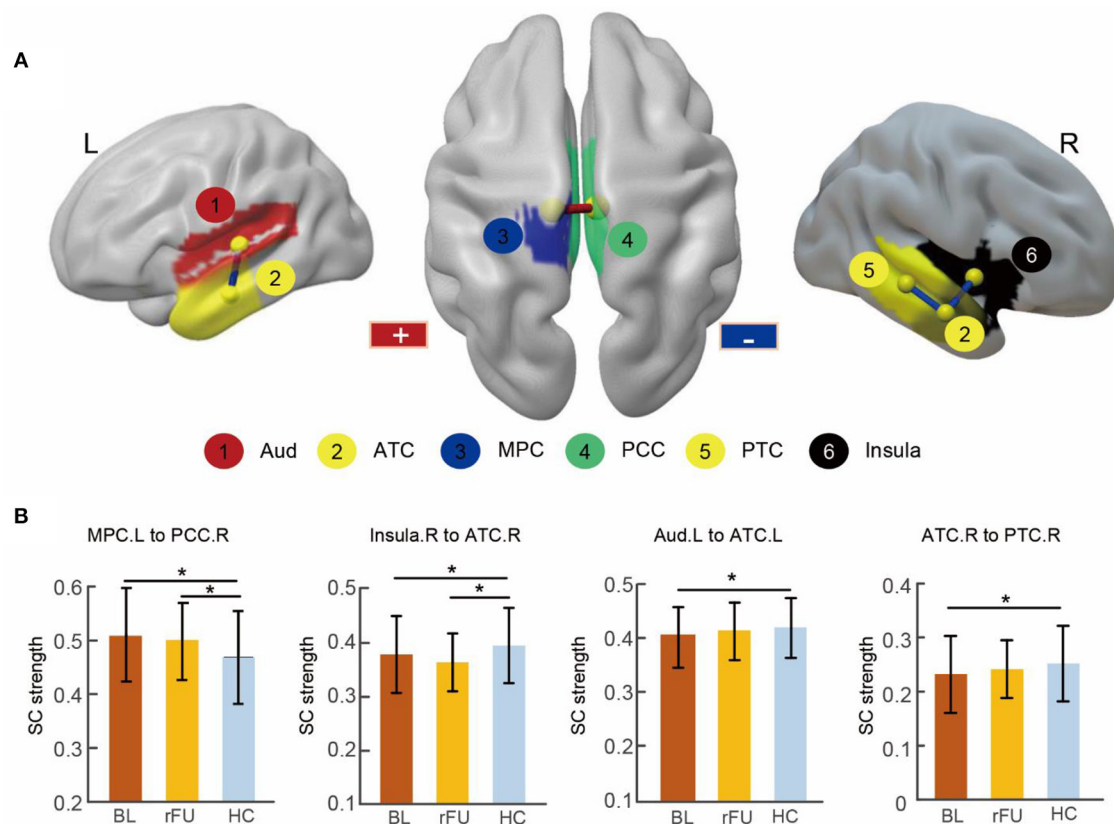 A
L
R
1
2
3
4
5
6
2
+
-
1 Aud 2 ATC 3 MPC 4 PCC 5 PTC 6 Insula
B
MPC.L to PCC.R
SC strength
0.6
0.5
0.4
0.3
0.2
*
*
BL rFU HC
Insula.R to ATC.R
SC strength
0.5
0.4
0.3
0.2
0.1
*
*
BL rFU HC
Aud.L to ATC.L
SC strength
0.5
0.4
0.3
0.2
0.1
*
BL rFU HC
ATC.R to PTC.R
SC strength
0.4
0.3
0.2
0.1
0
*
BL rFU HC